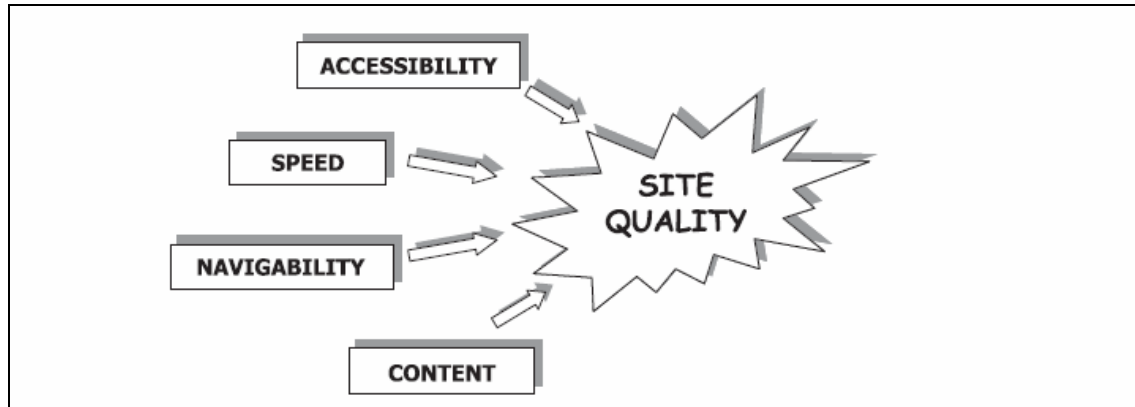 ACCESSIBILITY
SPEED
SITE
QUALITY
NAVIGABILITY
CONTENT